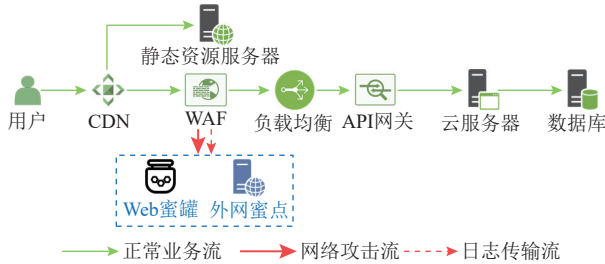 静态资源服务器
用户
CDN
WAF
负载均衡
API网关
云服务器
数据库
Web蜜罐
外网蜜点
正常业务流
网络攻击流
日志传输流